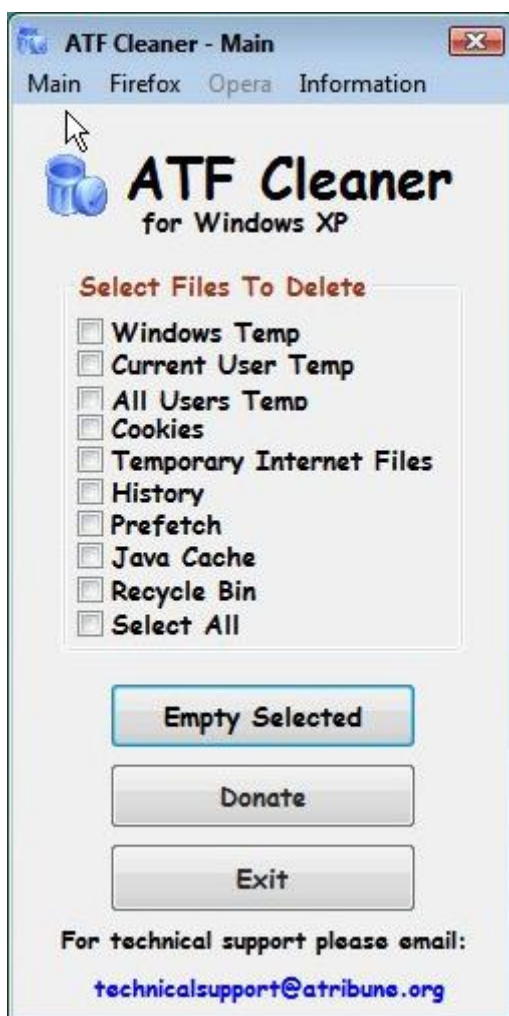 ATF Cleaner - Main
Main Firefox Opera Information
ATF Cleaner
for Windows XP
Select Files To Delete
Windows Temp
Current User Temp
All Users Temp
Cookies
Temporary Internet Files
History
Prefetch
Java Cache
Recycle Bin
Select All
Empty Selected
Donate
Exit
For technical support please email:
technicalsupport@atribune.org